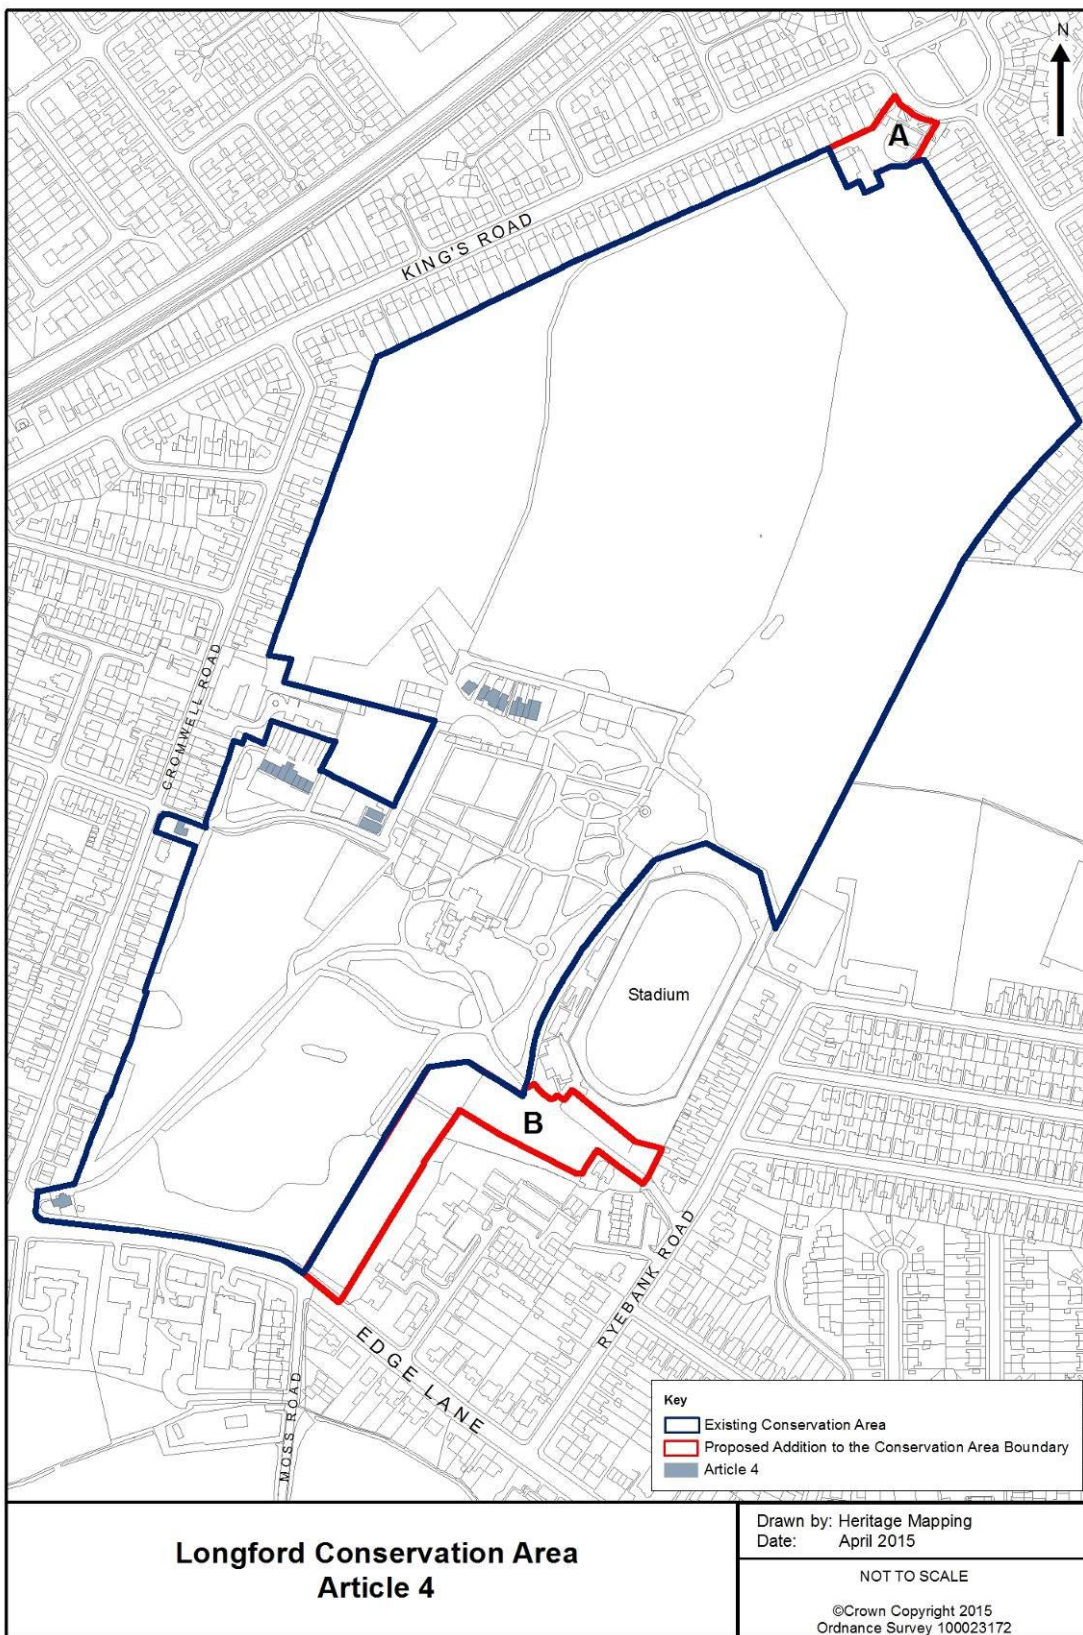 N
A
KING'S ROAD
CROMWELL ROAD
Stadium
B
RYEBANK ROAD
EDGE LANE
MOSS ROAD
Key
Existing Conservation Area
Proposed Addition to the Conservation Area Boundary
Article 4
Longford Conservation Area
Article 4
Drawn by: Heritage Mapping
Date: April 2015
NOT TO SCALE
©Crown Copyright 2015
Ordnance Survey 100023172